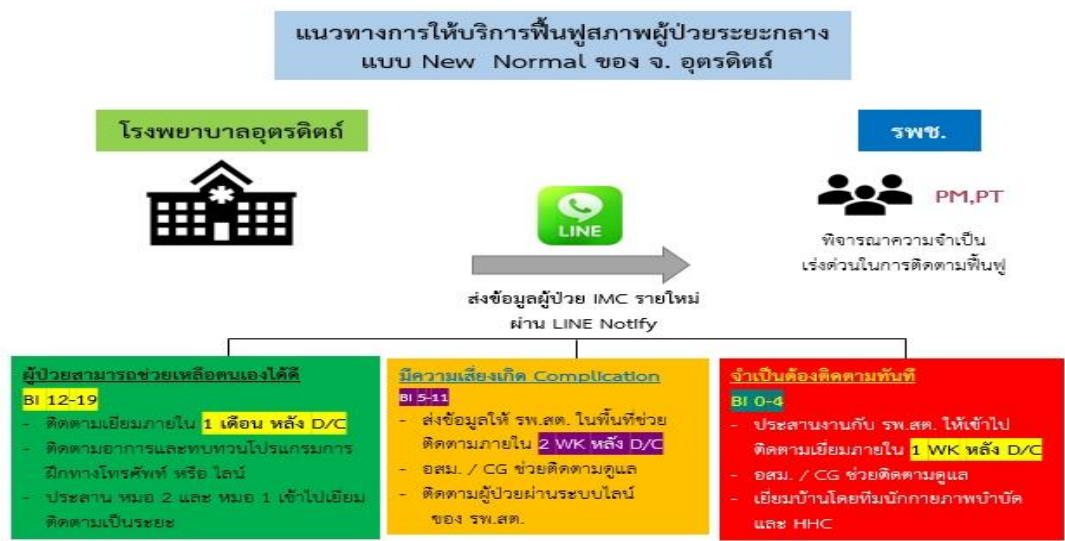 แนวทางการให้บริการฟื้นฟูสภาพผู้ป่วยระยะกลาง
แบบ New Normal ของ จ. อุตรดิตถ์
โรงพยาบาลอุตรดิตถ์
รพช.
PM,PT
พิจารณาความจำเป็น
เร่งด่วนในการติดตามฟื้นฟู
LINE
ส่งข้อมูลผู้ป่วย IMC รายใหม่
ผ่าน LINE Notify
ผู้ป่วยสามารถช่วยเหลือตนเองได้ดี
BI 12-19
- ติดตามเยี่ยมภายใน 1 เดือน หลัง D/C
- ติดตามอาการและทบทวนโปรแกรมการ
ฝึกทางโทรศัพท์ หรือ ไลน์
- ประสาน หมอ 2 และ หมอ 1 เข้าไปเยี่ยม
ติดตามเป็นระยะ
มีความเสี่ยงเกิด Complication
BI 5-11
- ส่งข้อมูลให้ รพ.สต. ในพื้นที่ช่วย
ติดตามภายใน 2 WK หลัง D/C
- อสม. / CG ช่วยติดตามดูแล
- ติดตามผู้ป่วยผ่านระบบไลน์
ของ รพ.สต.
จำเป็นต้องติดตามทันที
BI 0-4
- ประสานงานกับ รพ.สต. ให้เข้าไป
ติดตามเยี่ยมภายใน 1 WK หลัง D/C
- อสม. / CG ช่วยติดตามดูแล
- เยี่ยมบ้านโดยทีมนักกายภาพบำบัด
และ HHC